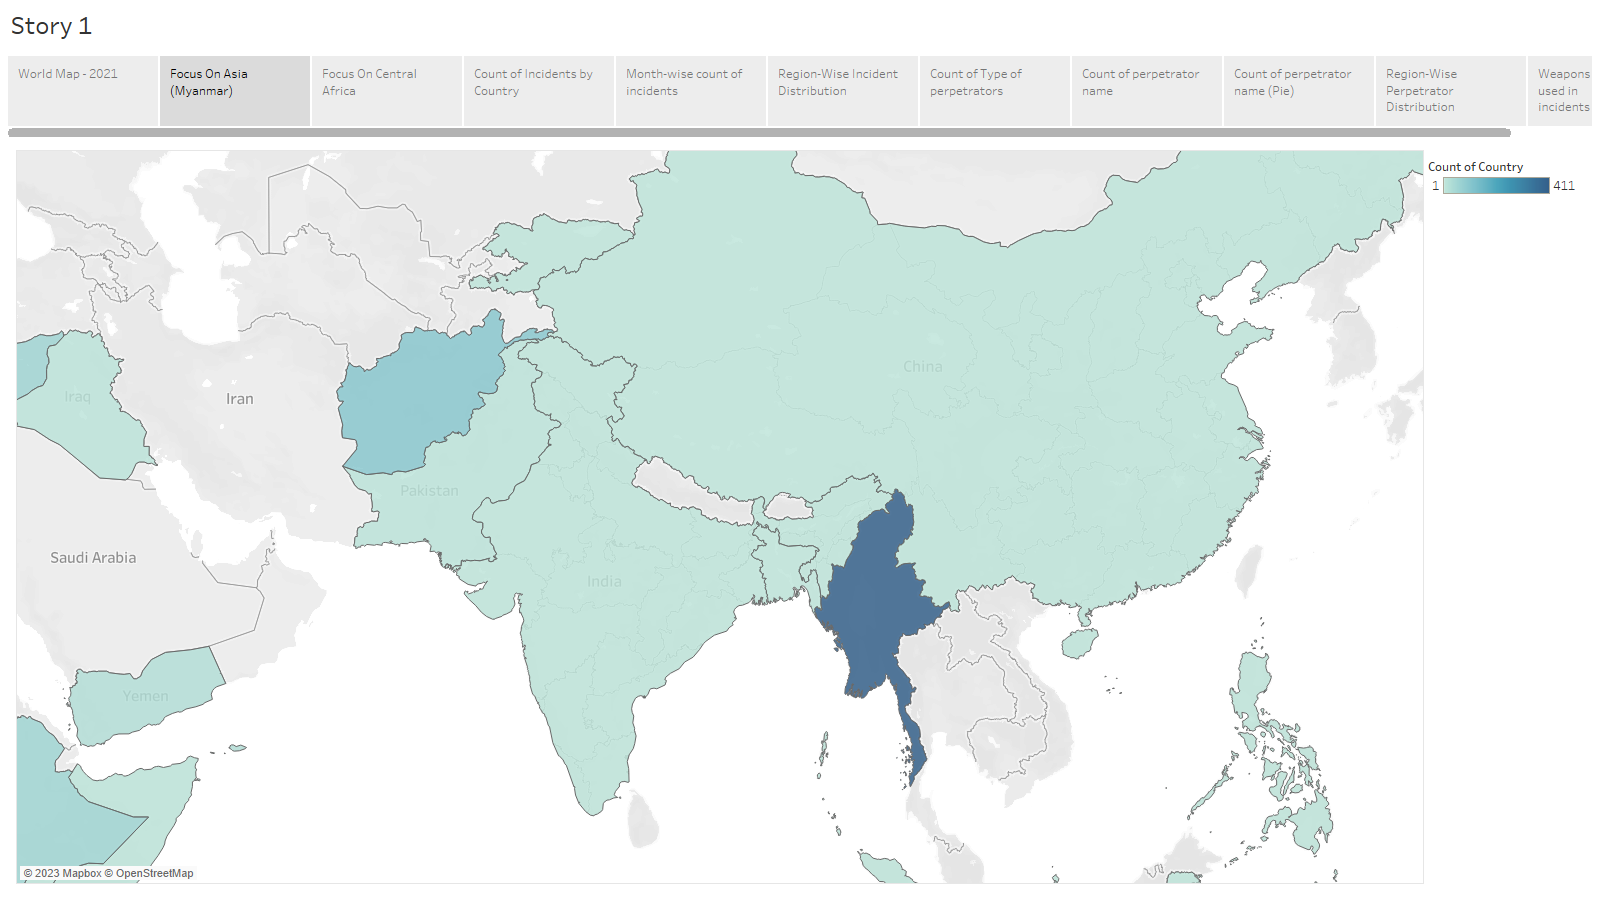 Story 1
World Map - 2021
Focus On Asia
(Myanmar)
Focus On Central
Africa
Count of Incidents by
Country
Month-wise count of
incidents
Region-Wise Incident
Distribution
Count of Type of
perpetrators
Count of perpetrator
name
Count of perpetrator
name (Pie)
Region-Wise
Perpetrator
Distribution
Weapons
used in
incidents
Count of Country
1
411
China
Iraq
Iran
Pakistan
Saudi Arabia
India
Yemen
© 2023 Mapbox © OpenStreetMap